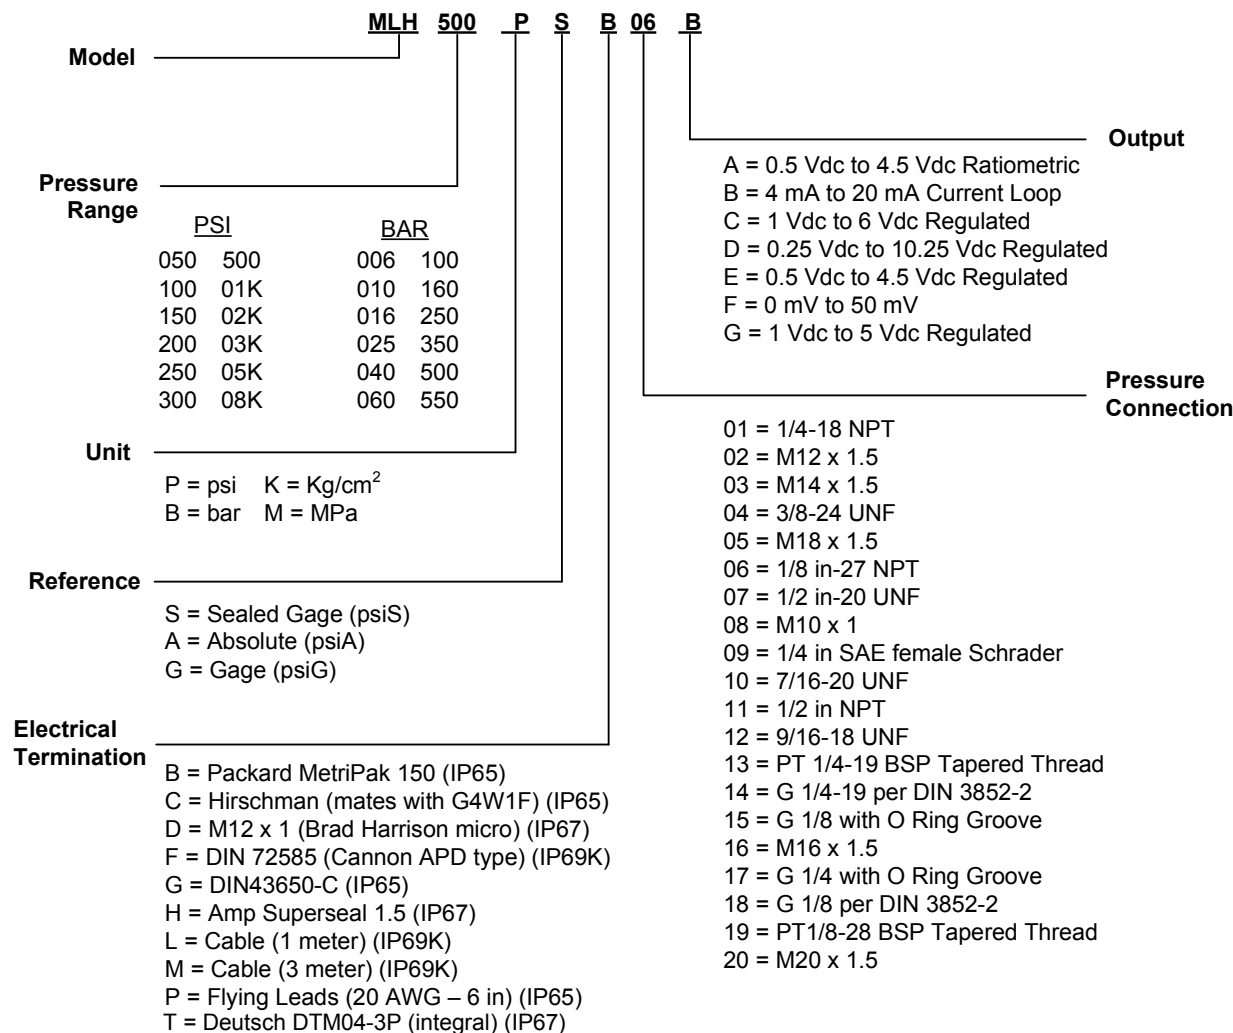 MLH 500 P S B 06 B
Model
Pressure
Range
PSI BAR
050 500 006 100
100 01K 010 160
150 02K 016 250
200 03K 025 350
250 05K 040 500
300 08K 060 550
Unit
P = psi K = Kg/cm²
B = bar M = MPa
Reference
S = Sealed Gage (psiS)
A = Absolute (psiA)
G = Gage (psiG)
Electrical
Termination
B = Packard MetriPak 150 (IP65)
C = Hirschman (mates with G4W1F) (IP65)
D = M12 x 1 (Brad Harrison micro) (IP67)
F = DIN 72585 (Cannon APD type) (IP69K)
G = DIN43650-C (IP65)
H = Amp Superseal 1.5 (IP67)
L = Cable (1 meter) (IP69K)
M = Cable (3 meter) (IP69K)
P = Flying Leads (20 AWG – 6 in) (IP65)
T = Deutsch DTM04-3P (integral) (IP67)
Output
A = 0.5 Vdc to 4.5 Vdc Ratiometric
B = 4 mA to 20 mA Current Loop
C = 1 Vdc to 6 Vdc Regulated
D = 0.25 Vdc to 10.25 Vdc Regulated
E = 0.5 Vdc to 4.5 Vdc Regulated
F = 0 mV to 50 mV
G = 1 Vdc to 5 Vdc Regulated
Pressure
Connection
01 = 1/4-18 NPT
02 = M12 x 1.5
03 = M14 x 1.5
04 = 3/8-24 UNF
05 = M18 x 1.5
06 = 1/8 in-27 NPT
07 = 1/2 in-20 UNF
08 = M10 x 1
09 = 1/4 in SAE female Schrader
10 = 7/16-20 UNF
11 = 1/2 in NPT
12 = 9/16-18 UNF
13 = PT 1/4-19 BSP Tapered Thread
14 = G 1/4-19 per DIN 3852-2
15 = G 1/8 with O Ring Groove
16 = M16 x 1.5
17 = G 1/4 with O Ring Groove
18 = G 1/8 per DIN 3852-2
19 = PT1/8-28 BSP Tapered Thread
20 = M20 x 1.5